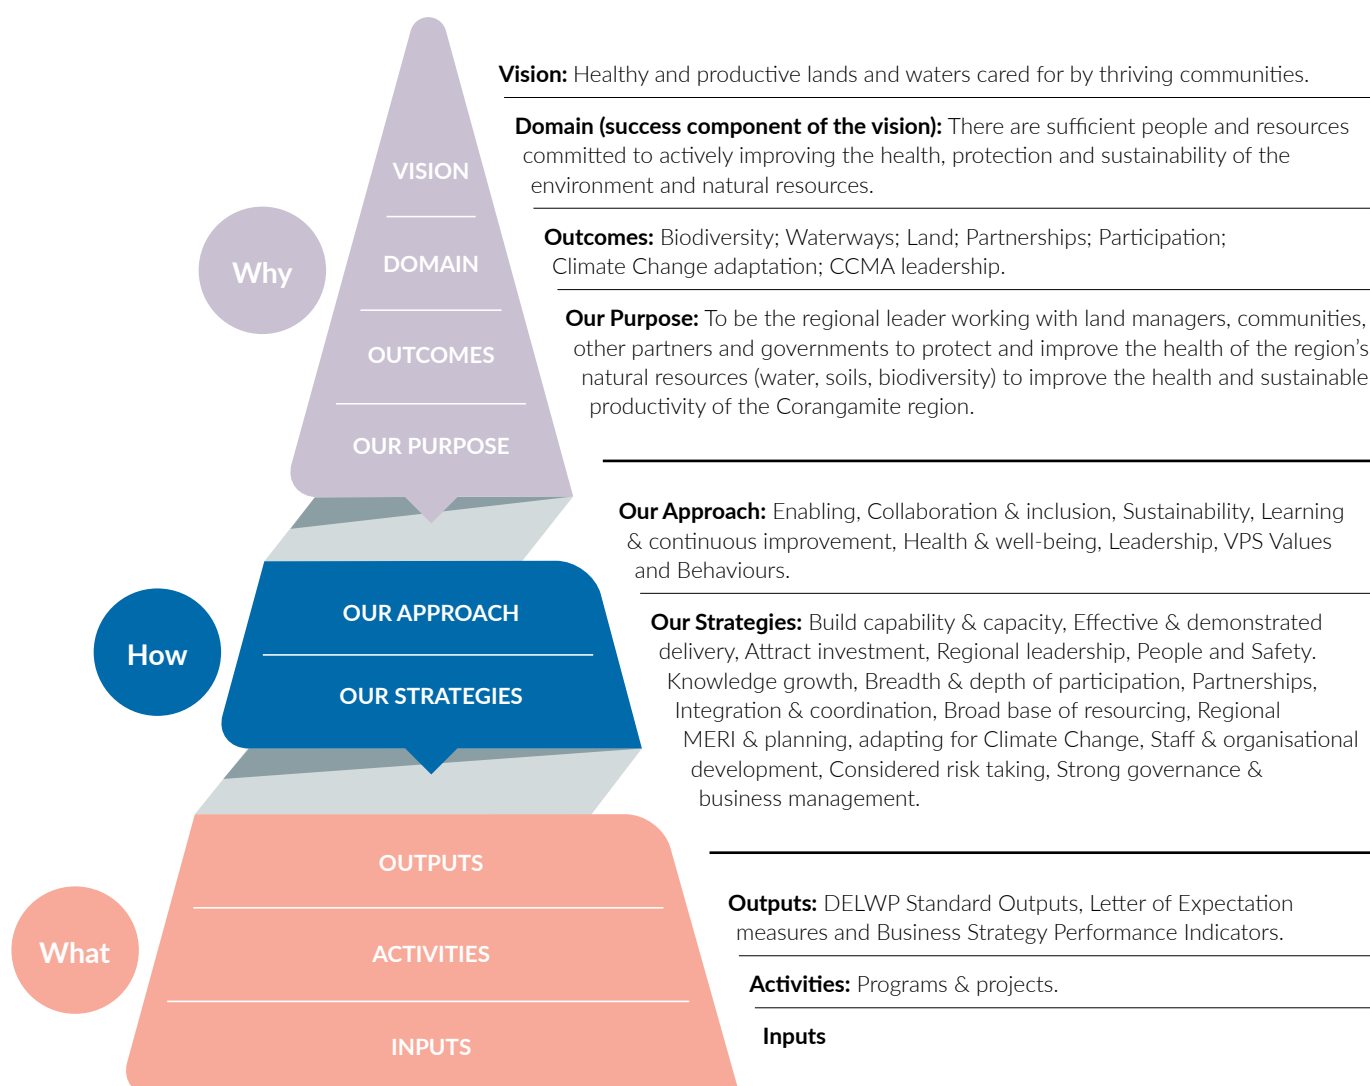 Vision: Healthy and productive lands and waters cared for by thriving communities.
Domain (success component of the vision): There are sufficient people and resources
committed to actively improving the health, protection and sustainability of the
environment and natural resources.
Outcomes: Biodiversity; Waterways; Land; Partnerships; Participation;
Climate Change adaptation; CCMA leadership.
Our Purpose: To be the regional leader working with land managers, communities,
other partners and governments to protect and improve the health of the region's
natural resources (water, soils, biodiversity) to improve the health and sustainable
productivity of the Corangamite region.
Why
VISION
DOMAIN
OUTCOMES
OUR PURPOSE
Our Approach: Enabling, Collaboration & inclusion, Sustainability, Learning
& continuous improvement, Health & well-being, Leadership, VPS Values
and Behaviours.
Our Strategies: Build capability & capacity, Effective & demonstrated
delivery, Attract investment, Regional leadership, People and Safety.
Knowledge growth, Breadth & depth of participation, Partnerships,
Integration & coordination, Broad base of resourcing, Regional
MERI & planning, adapting for Climate Change, Staff & organisational
development, Considered risk taking, Strong governance &
business management.
How
OUR APPROACH
OUR STRATEGIES
Outputs: DELWP Standard Outputs, Letter of Expectation
measures and Business Strategy Performance Indicators.
Activities: Programs & projects.
Inputs
What
OUTPUTS
ACTIVITIES
INPUTS